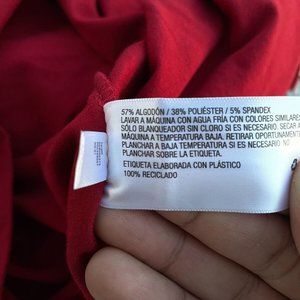 57% ALGODÓN / 38% POLIÉSTER / 5% SPANDEX
LAVAR A MÁQUINA CON AGUA FRÍA CON COLORES SIMILARES
SÓLO BLANQUEADOR SIN CLORO SI ES NECESARIO. SECAR A
MÁQUINA A TEMPERATURA BAJA. RETIRAR OPORTUNAMENTE
PLANCHAR A BAJA TEMPERATURA SI ES NECESARIO NO
PLANCHAR SOBRE LA ETIQUETA.
ETIQUETA ELABORADA CON PLÁSTICO
100% RECICLADO